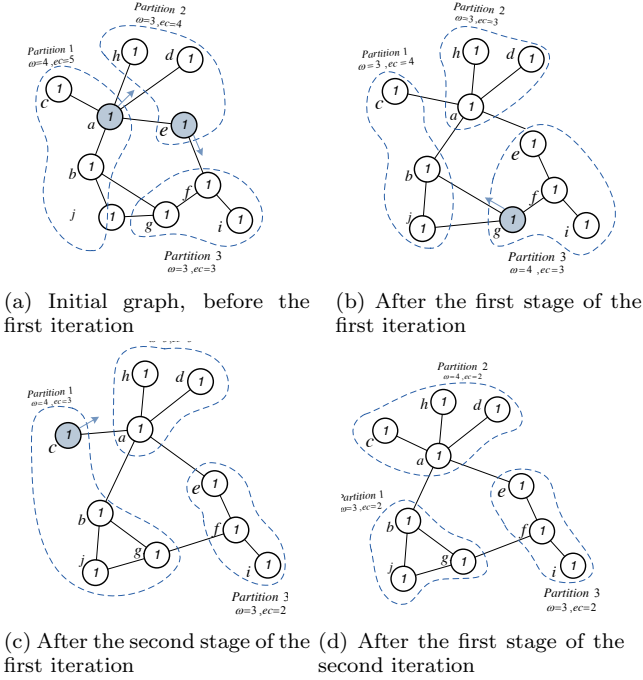 Partition 2
ω=3 ,ec=4
Partition 1
ω=4 ,ec=5
h 1
d 1
c 1
a 1
e 1
b 1
f 1
j 1
g 1
i 1
Partition 3
ω=3 ,ec=3
(a) Initial graph, before the
first iteration
Partition 2
ω=3, ec=3
Partition 1
ω=3 , ec=4
h 1
d 1
c 1
a 1
e 1
b 1
f 1
j 1
g 1
i 1
Partition 3
ω=4 , ec=3
(b) After the first stage of the
first iteration
Partition 1
ω=4, ec=3
h 1
d 1
c 1
a 1
e 1
b 1
f 1
g 1
j 1
i 1
Partition 3
ω=3 , ec=2
(c) After the second stage of the
first iteration
Partition 2
ω=4, ec=2
h 1
d 1
c 1
a 1
e 1
Partition 1
ω=3, ec=2
b 1
f 1
g 1
j 1
i 1
Partition 3
ω=3, ec=2
(d) After the first stage of the
second iteration